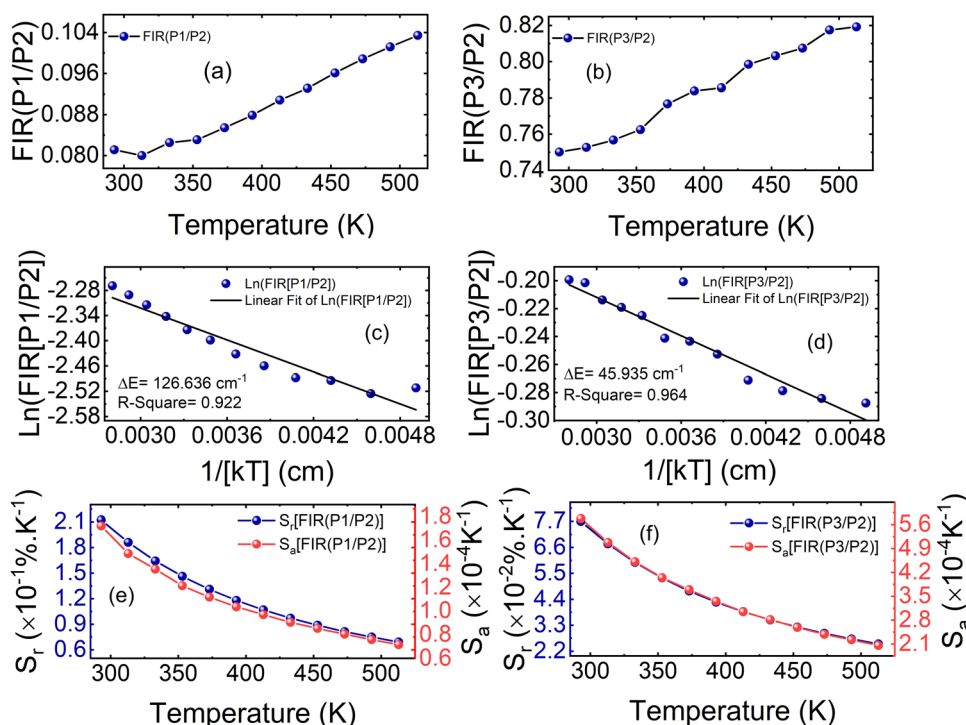 FIR(P1/P2)
0.104
0.096
0.088
0.080
FIR(P1/P2)
(a)
300 350 400 450 500
Temperature (K)
FIR(P3/P2)
0.82
0.80
0.78
0.76
0.74
FIR(P3/P2)
(b)
300 350 400 450 500
Temperature (K)
Ln(FIR[P1/P2])
-2.28
-2.34
-2.40
-2.46
-2.52
-2.58
Ln(FIR[P1/P2])
Linear Fit of Ln(FIR[P1/P2])
(c)
ΔE= 126.636 cm⁻¹
R-Square= 0.922
0.0030 0.0036 0.0042 0.0048
1/[kT] (cm)
Ln(FIR[P3/P2])
-0.20
-0.22
-0.24
-0.26
-0.28
-0.30
Ln(FIR[P3/P2])
Linear Fit of Ln(FIR[P3/P2])
(d)
ΔE= 45.935 cm⁻¹
R-Square= 0.964
0.0030 0.0036 0.0042 0.0048
1/[kT] (cm)
Sᵣ (×10⁻¹%.K⁻¹)
2.1
1.8
1.5
1.2
0.9
0.6
Sᵣ[FIR(P1/P2)]
Sₐ[FIR(P1/P2)]
(e)
1.8
1.6
1.4
1.2
1.0
0.8
0.6
Sₐ (×10⁻⁴K⁻¹)
300 350 400 450 500
Temperature (K)
Sᵣ (×10⁻²%.K⁻¹)
7.7
6.6
5.5
4.4
3.3
2.2
Sᵣ[FIR(P3/P2)]
Sₐ[FIR(P3/P2)]
(f)
5.6
4.9
4.2
3.5
2.8
2.1
Sₐ (×10⁻⁴K⁻¹)
300 350 400 450 500
Temperature (K)